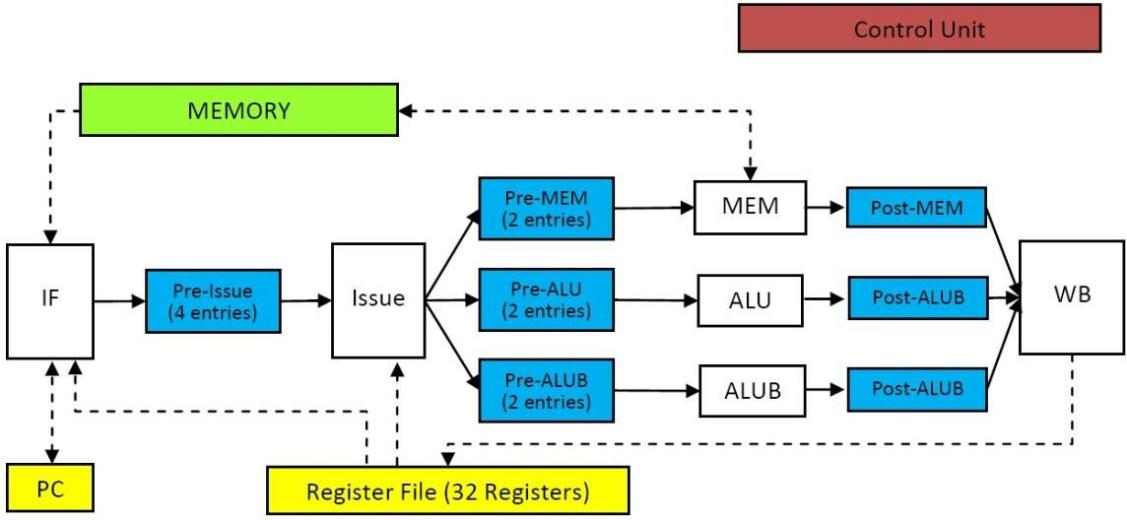 Control Unit
MEMORY
Pre-MEM
(2 entries)
MEM
Post-MEM
IF
Pre-Issue
(4 entries)
Issue
Pre-ALU
(2 entries)
ALU
Post-ALUB
WB
Pre-ALUB
(2 entries)
ALUB
Post-ALUB
PC
Register File (32 Registers)